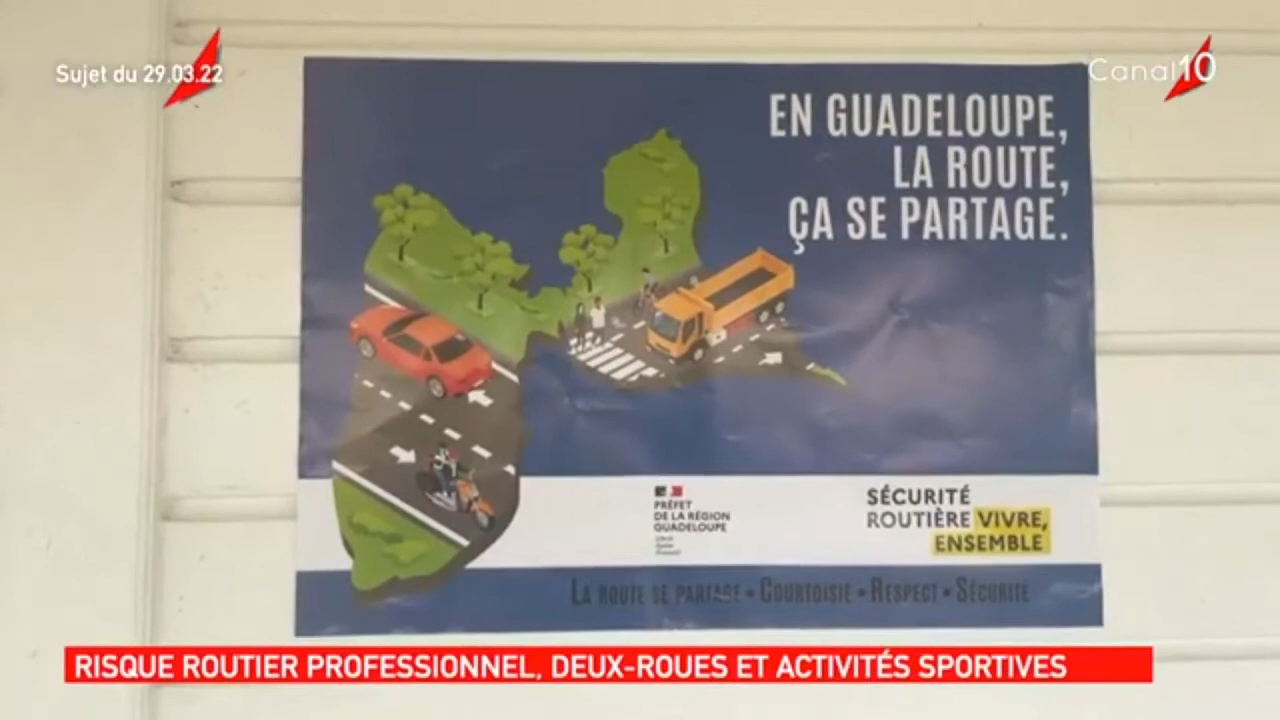 Sujet du 29.03.22
Canal10
EN GUADELOUPE,
LA ROUTE,
ÇA SE PARTAGE.
PRÉFET
DE LA RÉGION
GUADELOUPE
SÉCURITÉ
ROUTIÈRE VIVRE,
ENSEMBLE
LA ROUTE SE PARTAGE • COURTOISIE • RESPECT • SÉCURITÉ
RISQUE ROUTIER PROFESSIONNEL, DEUX-ROUES ET ACTIVITÉS SPORTIVES